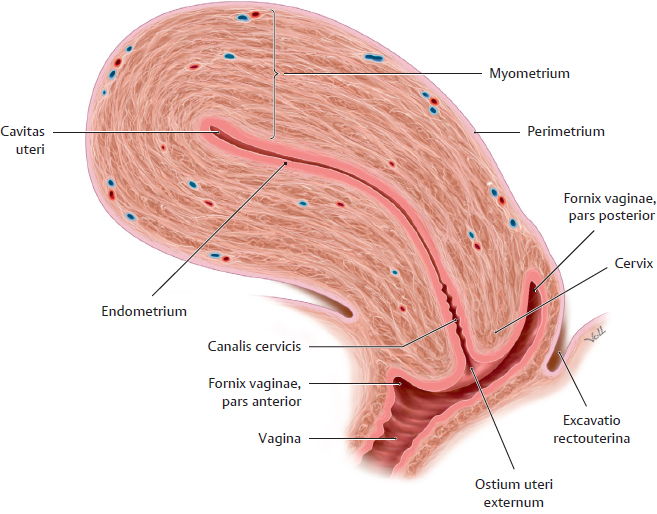 Myometrium
Cavitas
uteri
Perimetrium
Fornix vaginae,
pars posterior
Cervix
Endometrium
Canalis cervicis
Fornix vaginae,
pars anterior
Excavatio
rectouterina
Vagina
Ostium uteri
externum